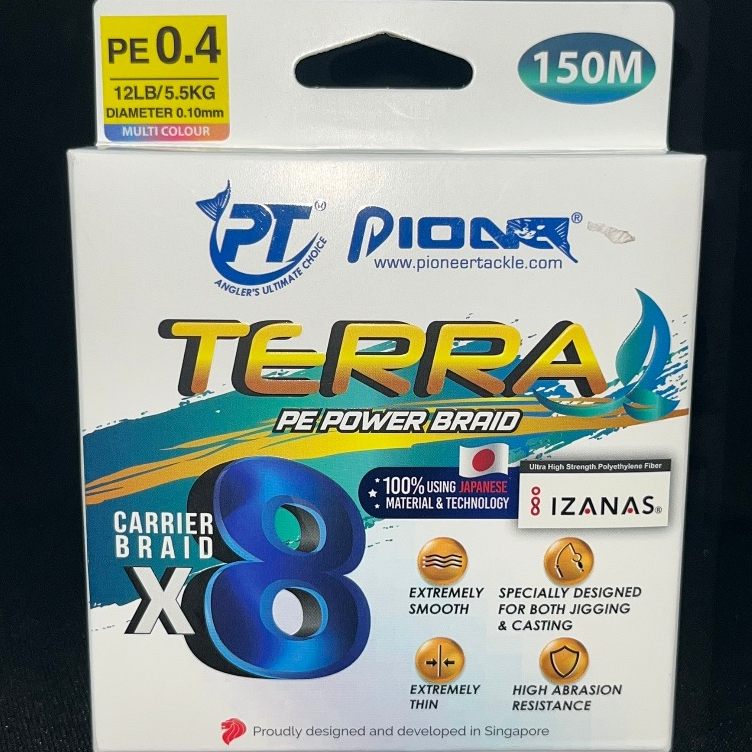 PE 0.4
12LB/5.5KG
DIAMETER 0.10mm
MULTI COLOUR
150M
PT
ANGLER'S ULTIMATE CHOICE
PIONEER®
www.pioneertackle.com
TERRA
PE POWER BRAID
100% USING JAPANESE
MATERIAL & TECHNOLOGY
Ultra High Strength Polyethylene Fiber
IZANAS®
CARRIER
BRAID
X8
EXTREMELY
SMOOTH
SPECIALLY DESIGNED
FOR BOTH JIGGING
& CASTING
EXTREMELY
THIN
HIGH ABRASION
RESISTANCE
Proudly designed and developed in Singapore